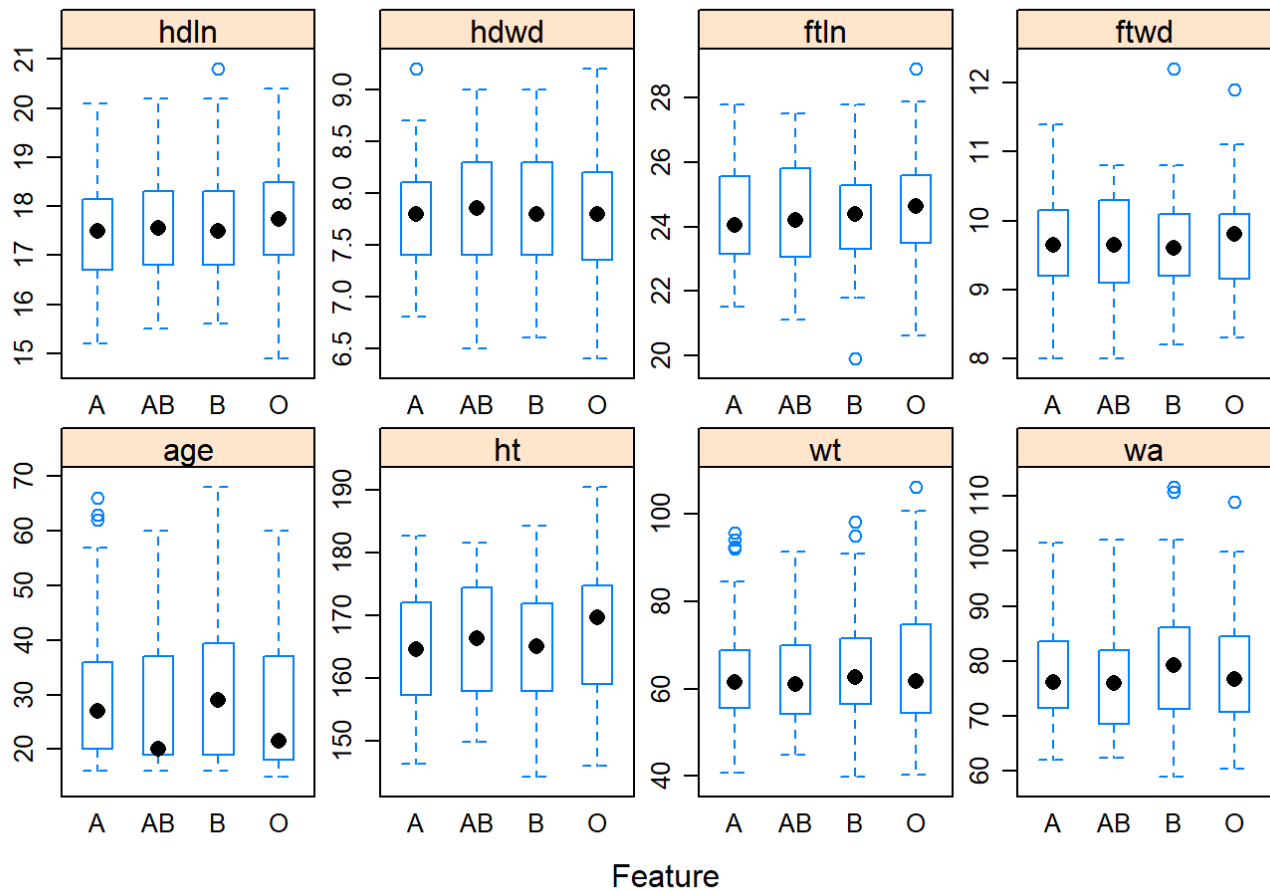 hdln hdwd ftln ftwd
21 20 19 18 17 16 15
9.0 8.5 8.0 7.5 7.0 6.5
28 26 24 22 20
12 11 10 9 8
A AB B O A AB B O A AB B O A AB B O
age ht wt wa
70 60 50 40 30 20
190 180 170 160 150
100 80 60 40
110 100 90 80 70 60
A AB B O A AB B O A AB B O A AB B O
Feature